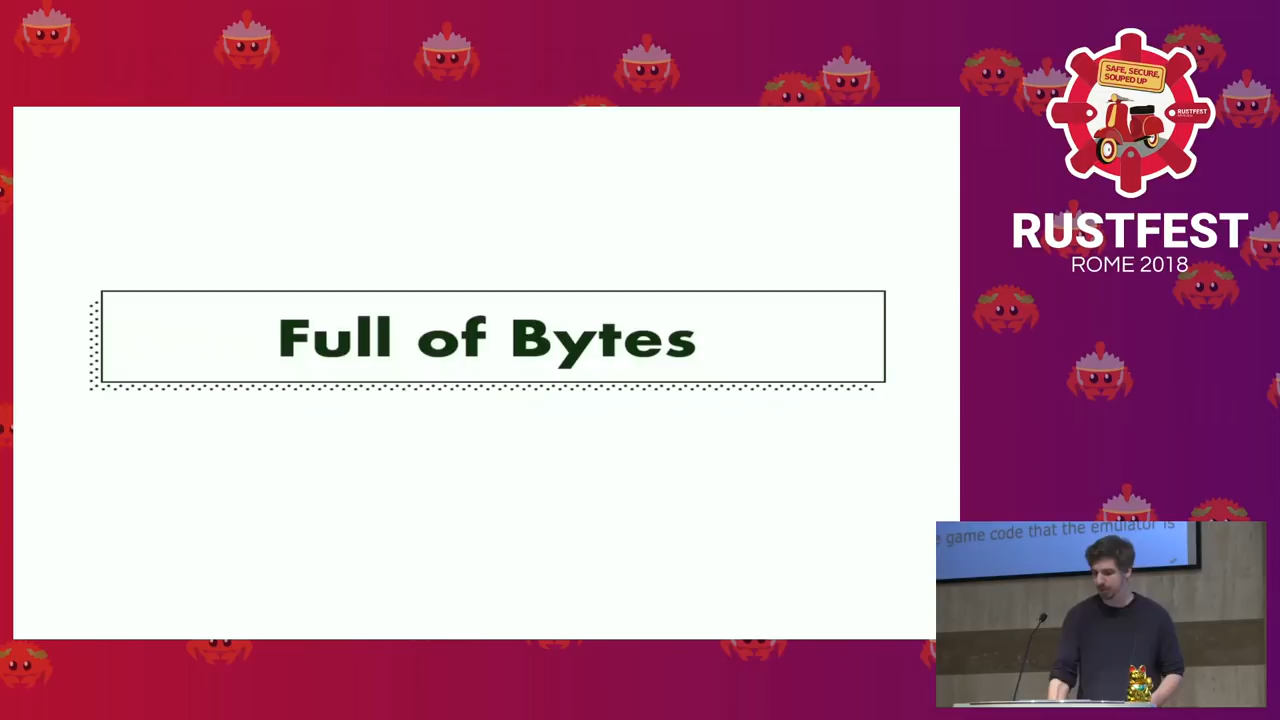 SAFE, SECURE,
SOUPED UP
RUSTFEST
RUSTFEST
ROME 2018
Full of Bytes
game code that the emulator is